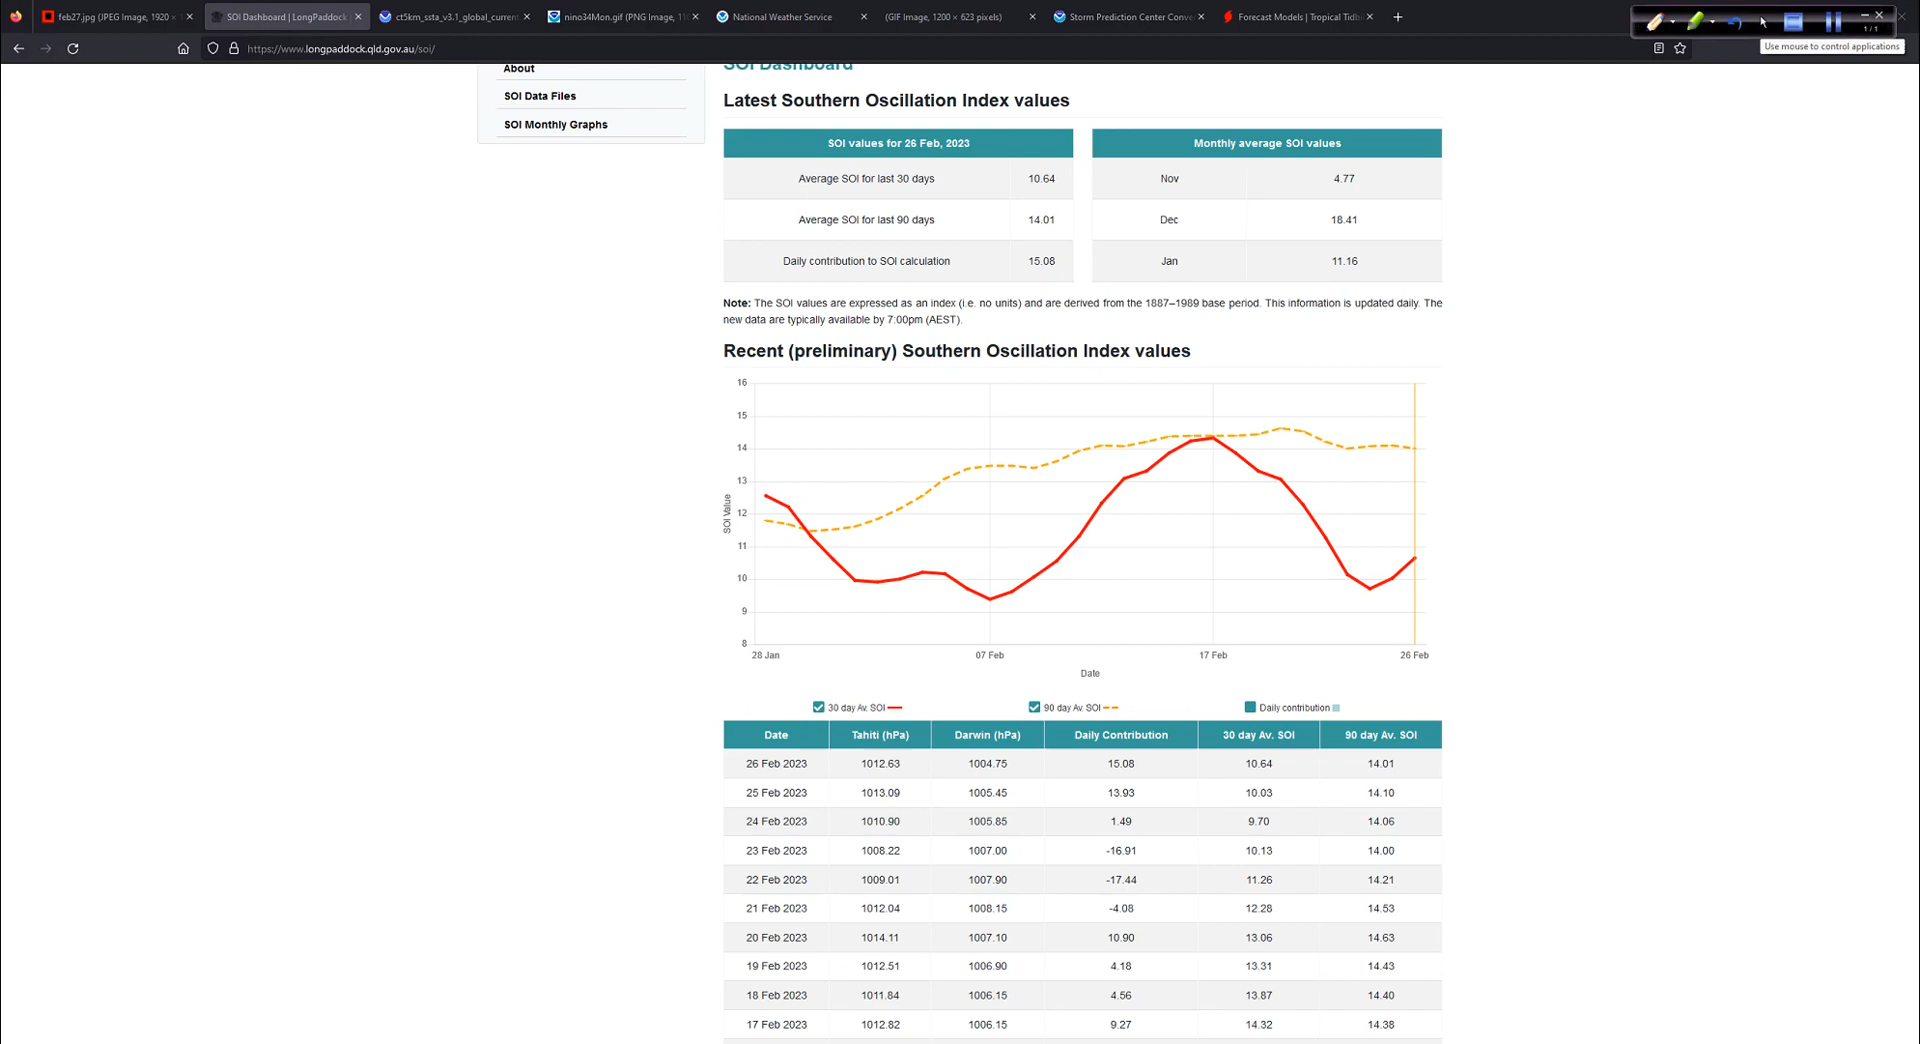 feb27.jpg (JPEG Image, 1920 ×
SOI Dashboard | LongPaddock
ct5km_ssta_v3.1_global_current
nino34Mon.gif (PNG Image, 11
National Weather Service
(GIF Image, 1200 × 623 pixels)
Storm Prediction Center Conve
Forecast Models | Tropical Tidbi
1 / 1
https://www.longpaddock.qld.gov.au/soi/
Use mouse to control applications
About
SOI Data Files
SOI Monthly Graphs
SOI Dashboard
Latest Southern Oscillation Index values
SOI values for 26 Feb, 2023
Average SOI for last 30 days 10.64
Average SOI for last 90 days 14.01
Daily contribution to SOI calculation 15.08
Monthly average SOI values
Nov 4.77
Dec 18.41
Jan 11.16
Note: The SOI values are expressed as an index (i.e. no units) and are derived from the 1887–1989 base period. This information is updated daily. The
new data are typically available by 7:00pm (AEST).
Recent (preliminary) Southern Oscillation Index values
16
15
14
13
12
11
10
9
8
SOI Value
28 Jan 07 Feb 17 Feb 26 Feb
Date
30 day Av. SOI 90 day Av. SOI Daily contribution
Date Tahiti (hPa) Darwin (hPa) Daily Contribution 30 day Av. SOI 90 day Av. SOI
26 Feb 2023 1012.63 1004.75 15.08 10.64 14.01
25 Feb 2023 1013.09 1005.45 13.93 10.03 14.10
24 Feb 2023 1010.90 1005.85 1.49 9.70 14.06
23 Feb 2023 1008.22 1007.00 -16.91 10.13 14.00
22 Feb 2023 1009.01 1007.90 -17.44 11.26 14.21
21 Feb 2023 1012.04 1008.15 -4.08 12.28 14.53
20 Feb 2023 1014.11 1007.10 10.90 13.06 14.63
19 Feb 2023 1012.51 1006.90 4.18 13.31 14.43
18 Feb 2023 1011.84 1006.15 4.56 13.87 14.40
17 Feb 2023 1012.82 1006.15 9.27 14.32 14.38